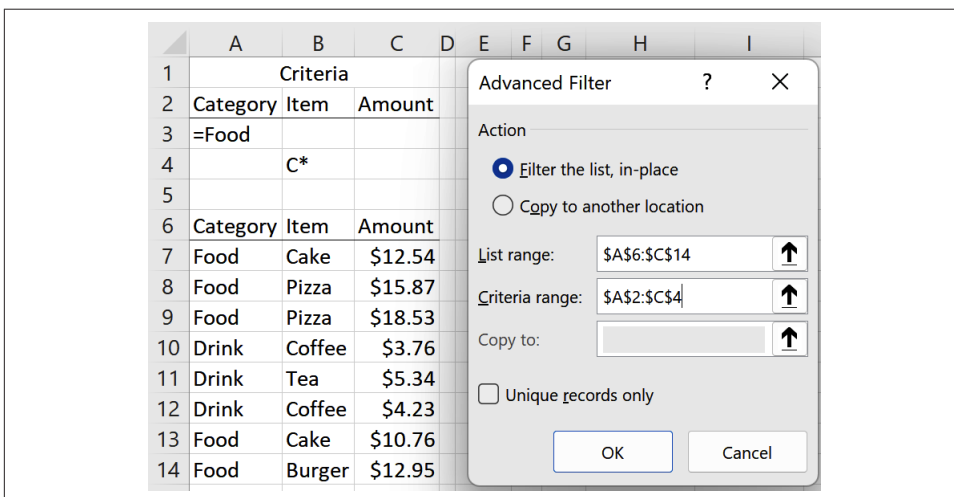 A B C D E F G H I
1 Criteria
2 Category Item Amount
3 =Food
4 C*
5
6 Category Item Amount
7 Food Cake $12.54
8 Food Pizza $15.87
9 Food Pizza $18.53
10 Drink Coffee $3.76
11 Drink Tea $5.34
12 Drink Coffee $4.23
13 Food Cake $10.76
14 Food Burger $12.95
Advanced Filter ?
Action
Filter the list, in-place
Copy to another location
List range: $A$6:$C$14
Criteria range: $A$2:$C$4
Copy to:
Unique records only
OK Cancel